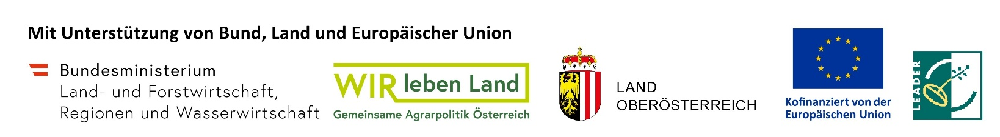 Mit Unterstützung von Bund, Land und Europäischer Union
Bundesministerium
Land- und Forstwirtschaft,
Regionen und Wasserwirtschaft
WIR leben Land
Gemeinsame Agrarpolitik Österreich
LAND
OBERÖSTERREICH
Kofinanziert von der
Europäischen Union
LEADER